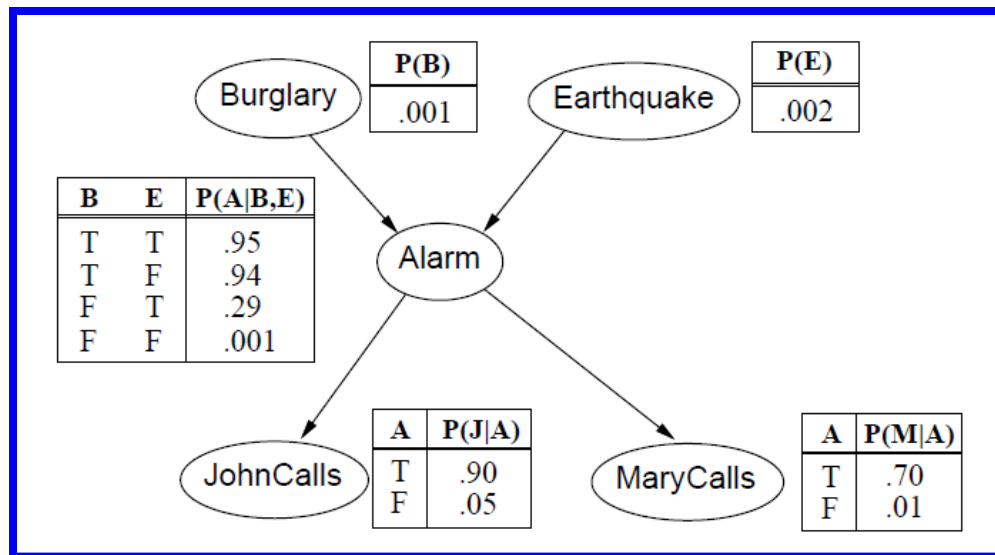 Burglary
P(B)
.001
Earthquake
P(E)
.002
B E P(A|B,E)
T T .95
T F .94
F T .29
F F .001
Alarm
JohnCalls
A P(J|A)
T .90
F .05
MaryCalls
A P(M|A)
T .70
F .01